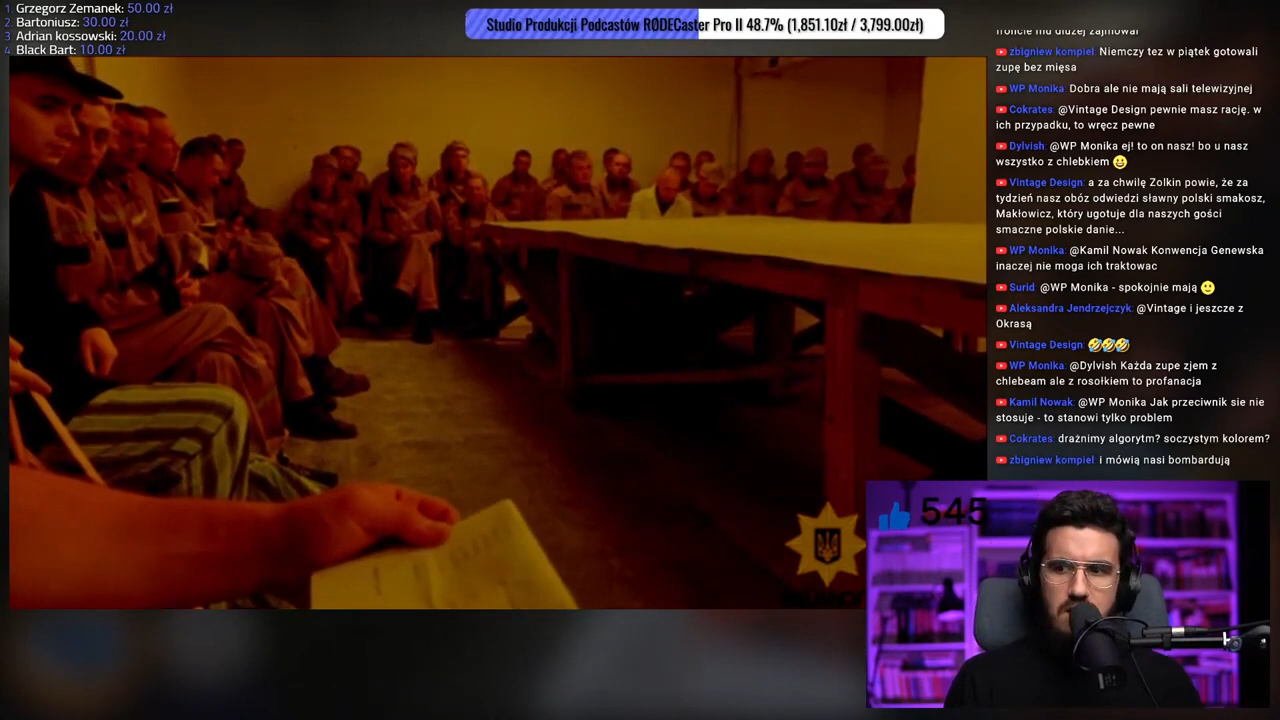 1. Grzegorz Zemanek: 50.00 zł
2. Bartoniusz: 30.00 zł
3. Adrian kossowski: 20.00 zł
4. Black Bart: 10.00 zł
Studio Produkcji Podcastów RØDECaster Pro II 48.7% (1,851.10zł / 3,799.00zł)
froncie mu dłużej zajmował
zbigniew kompiel: Niemczy tez w piątek gotowali
zupę bez mięsa
WP Monika: Dobra ale nie mają sali telewizyjnej
Cokrates: @Vintage Design pewnie masz rację. w
ich przypadku, to wręcz pewne
Dylvish: @WP Monika ej! to on nasz! bo u nasz
wszystko z chlebkiem 😀
Vintage Design: a za chwilę Zolkin powie, że za
tydzień nasz obóz odwiedzi sławny polski smakosz,
Makłowicz, który ugotuje dla naszych gości
smaczne polskie danie...
WP Monika: @Kamil Nowak Konwencja Genewska
inaczej nie moga ich traktowac
Surid: @WP Monika - spokojnie mają 🙂
Aleksandra Jendrzejczyk: @Vintage i jeszcze z
Okrasą
Vintage Design: 🤣🤣🤣
WP Monika: @Dylvish Każda zupe zjem z
chlebeam ale z rosołkiem to profanacja
Kamil Nowak: @WP Monika Jak przeciwnik sie nie
stosuje - to stanowi tylko problem
Cokrates: drażnimy algorytm? soczystym kolorem?
zbigniew kompiel: i mówią nasi bombardują
545